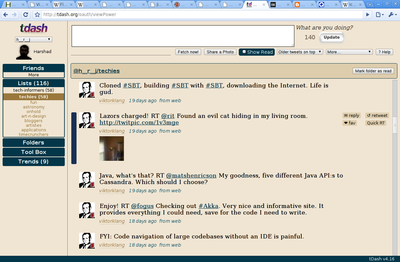 http://tdash.org/oauth/viewPower
tdash
What are you doing?
140 Update
Harshad
Fetch now! Share a Photo Show Read Older tweets on top More... ? Help
Friends
More
@h_r_j/techies Mark folder as read
Lists (116)
tech-informers (58)
techies (58)
fun
astronomy
onhold
art-n-design
bloggers
artists
applications
Folders
Tool Box
Trends (9)
Cloned #SBT, building #SBT with #SBT, downloading the Internet. Life is
gud.
viktorklang 19 days ago from web
Lazors charged! RT @rit Found an evil cat hiding in my living room.
http://twitpic.com/1v3mge
viktorklang 19 days ago from web
reply retweet
fav Quick RT
Java, what's that? RT @matshenricson My goodness, five different Java API:s to
Cassandra. Which should I choose?
viktorklang 19 days ago from web
Enjoy! RT @fogus Checking out #Akka. Very nice and informative site. It
provides everything I could need, save for the code I need to write.
viktorklang 18 days ago from web
FYI: Code navigation of large codebases without an IDE is painful.
viktorklang 18 days ago from web
tDash v4.16